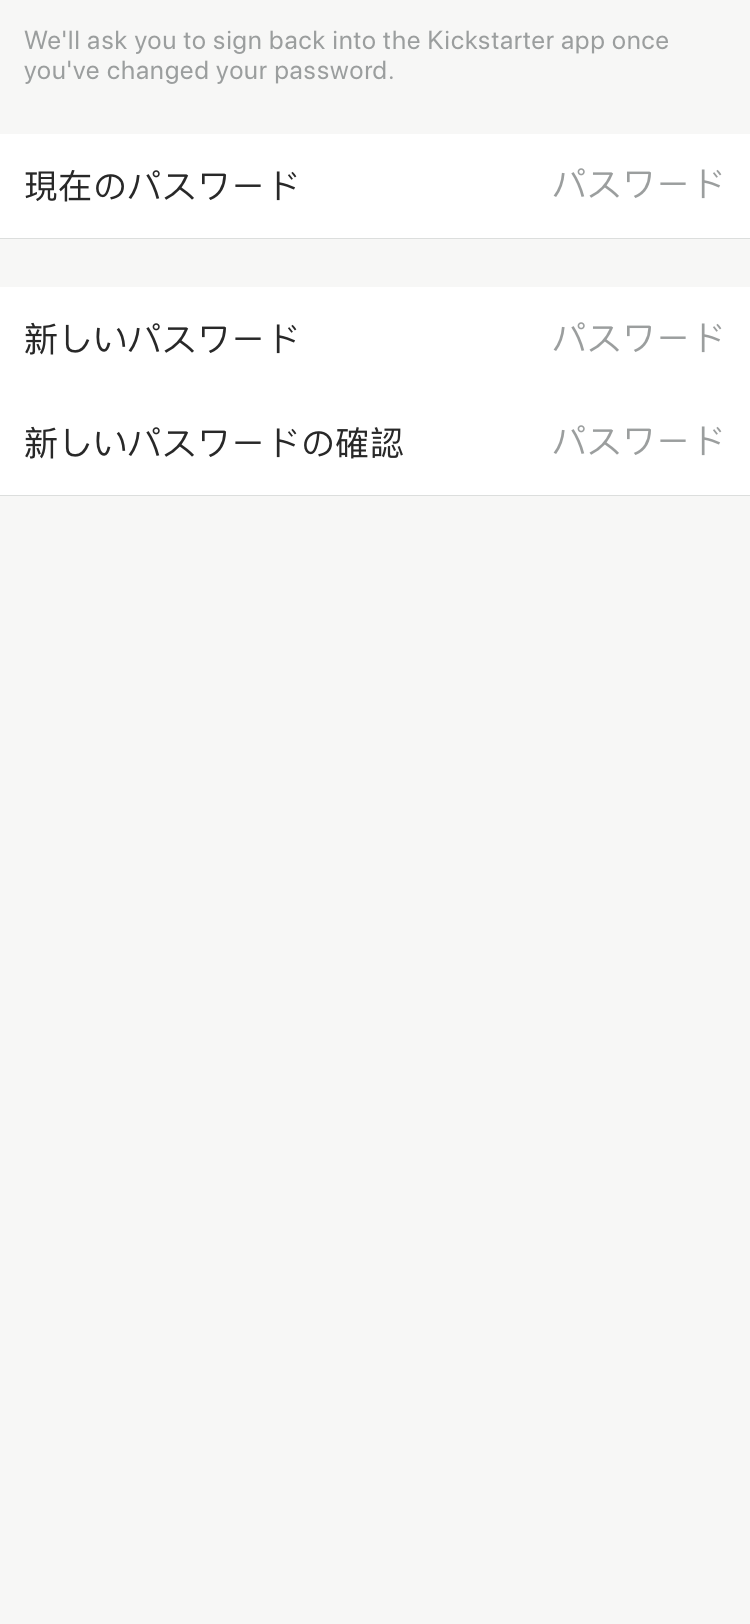 We'll ask you to sign back into the Kickstarter app once
you've changed your password.
現在のパスワード パスワード
新しいパスワード パスワード
新しいパスワードの確認 パスワード